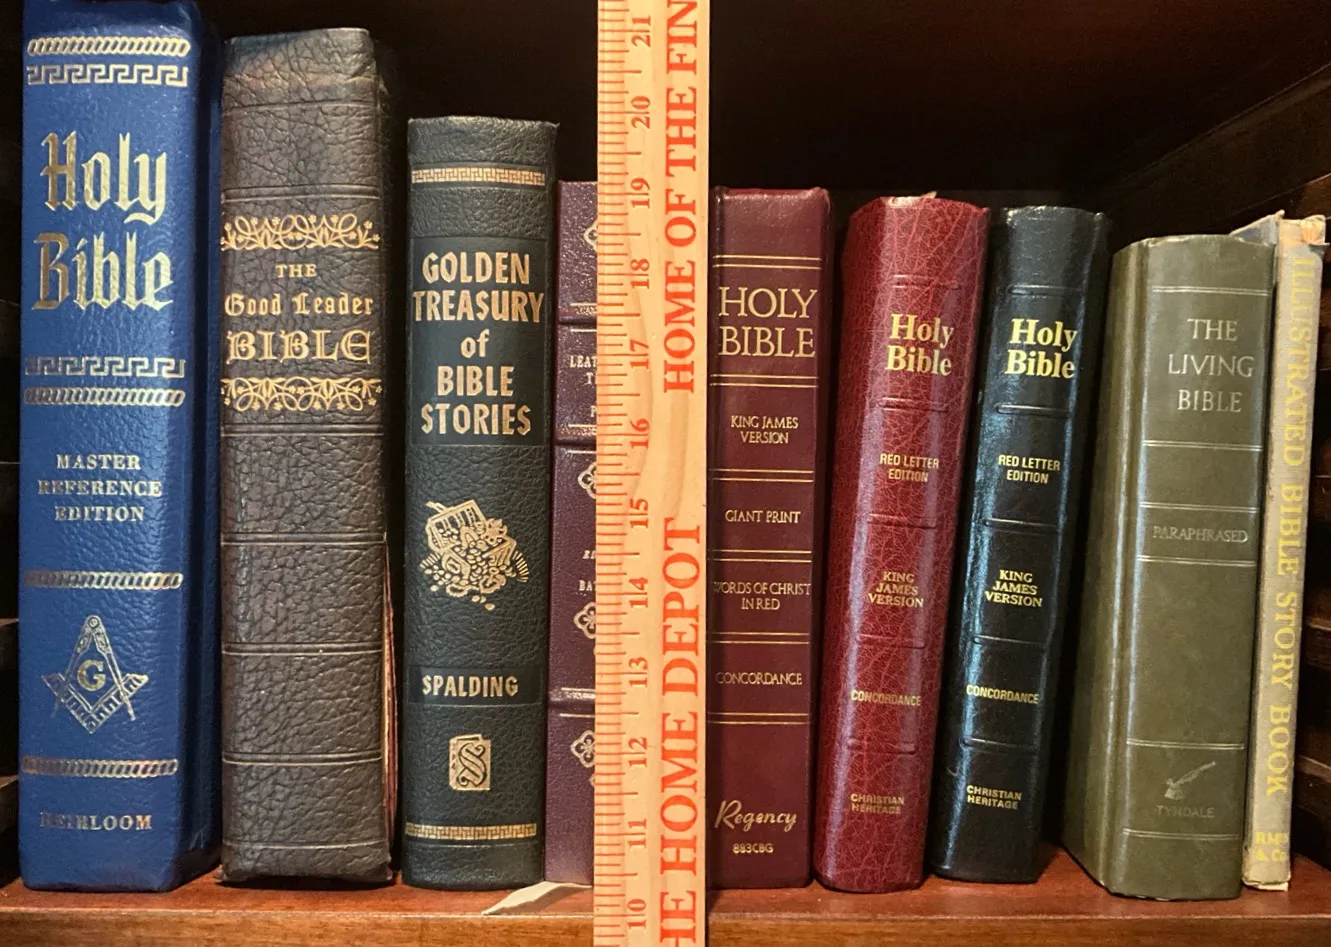 Holy
Bible
MASTER
REFERENCE
EDITION
G
HEIRLOOM
THE
Good Leader
BIBLE
GOLDEN
TREASURY
of
BIBLE
STORIES
SPALDING
S
21
20
19
18
17
16
15
14
13
12
11
10
HOME OF THE
THE HOME DEPOT
HOLY
BIBLE
KING JAMES
VERSION
GIANT PRINT
WORDS OF CHRIST
IN RED
CONCORDANCE
Regency
883CBG
Holy
Bible
RED LETTER
EDITION
KING
JAMES
VERSION
CONCORDANCE
CHRISTIAN
HERITAGE
Holy
Bible
RED LETTER
EDITION
KING
JAMES
VERSION
CONCORDANCE
CHRISTIAN
HERITAGE
THE
LIVING
BIBLE
PARAPHRASED
TYNDALE
ILLUSTRATED BIBLE STORY BOOK
& Co